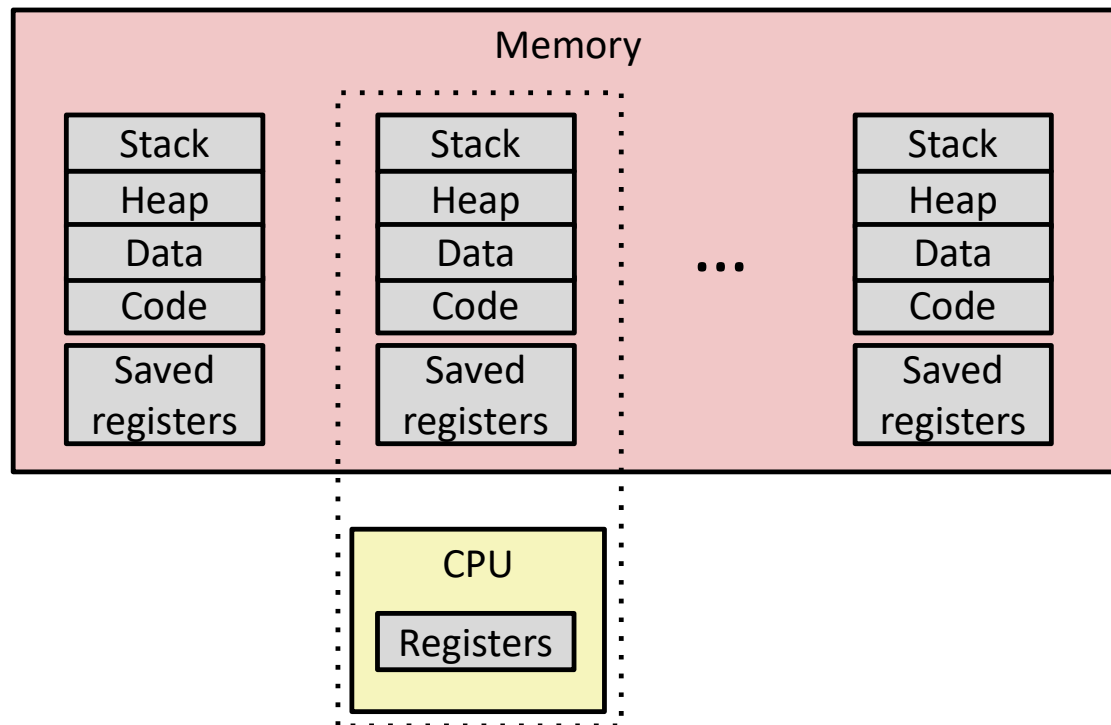 Memory
Stack
Heap
Data
Code
Saved
registers
Stack
Heap
Data
Code
Saved
registers
...
Stack
Heap
Data
Code
Saved
registers
CPU
Registers